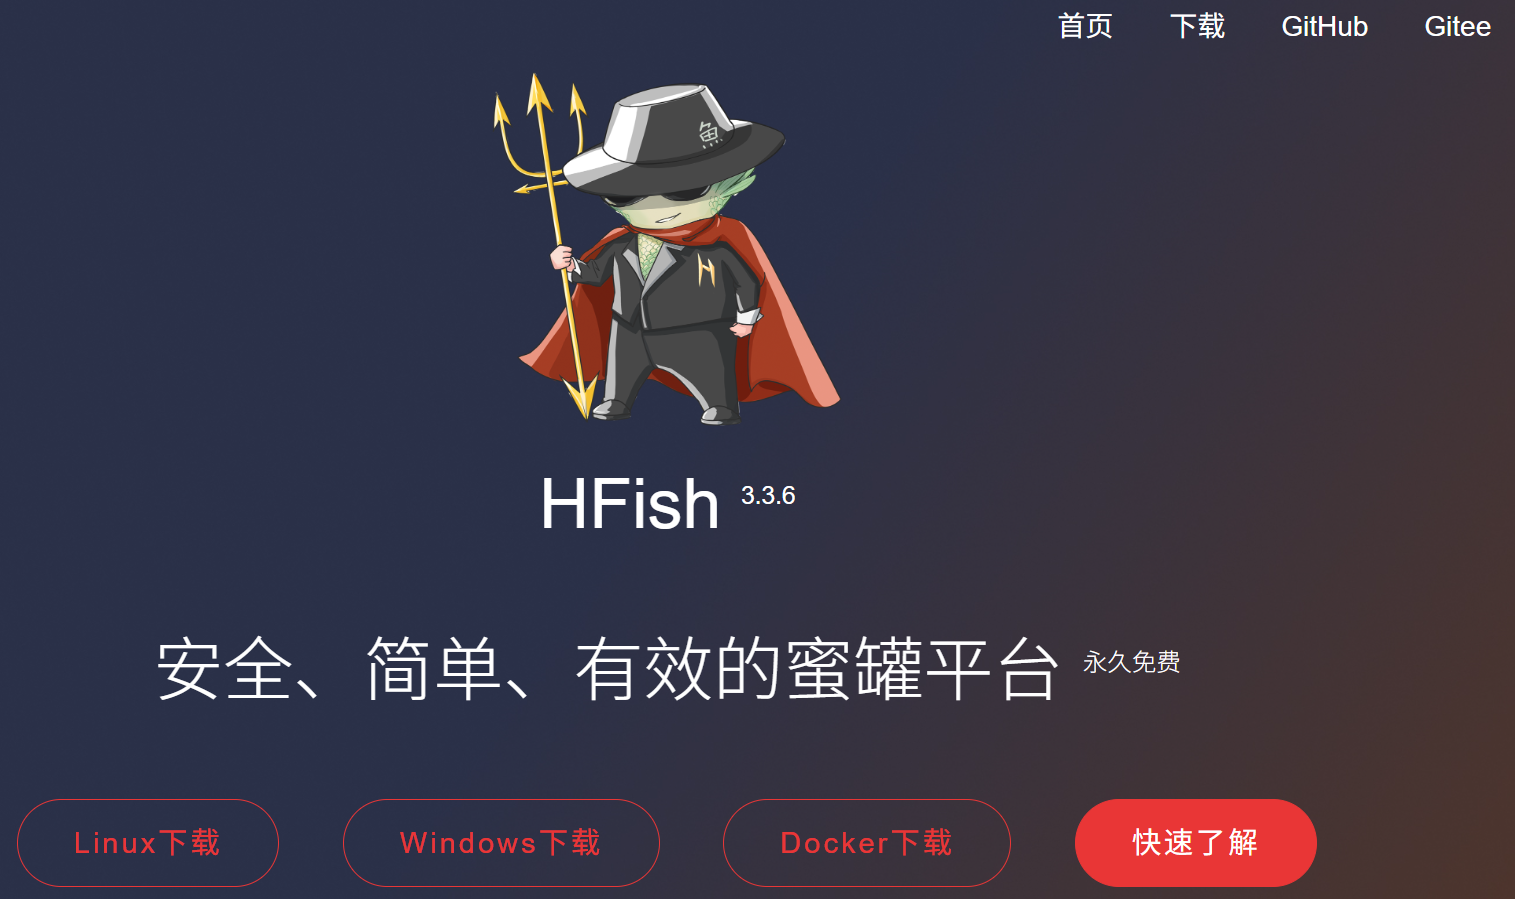 首页 下载 GitHub Gitee
魚
H
HFish 3.3.6
安全、简单、有效的蜜罐平台 永久免费
Linux下载 Windows下载 Docker下载 快速了解